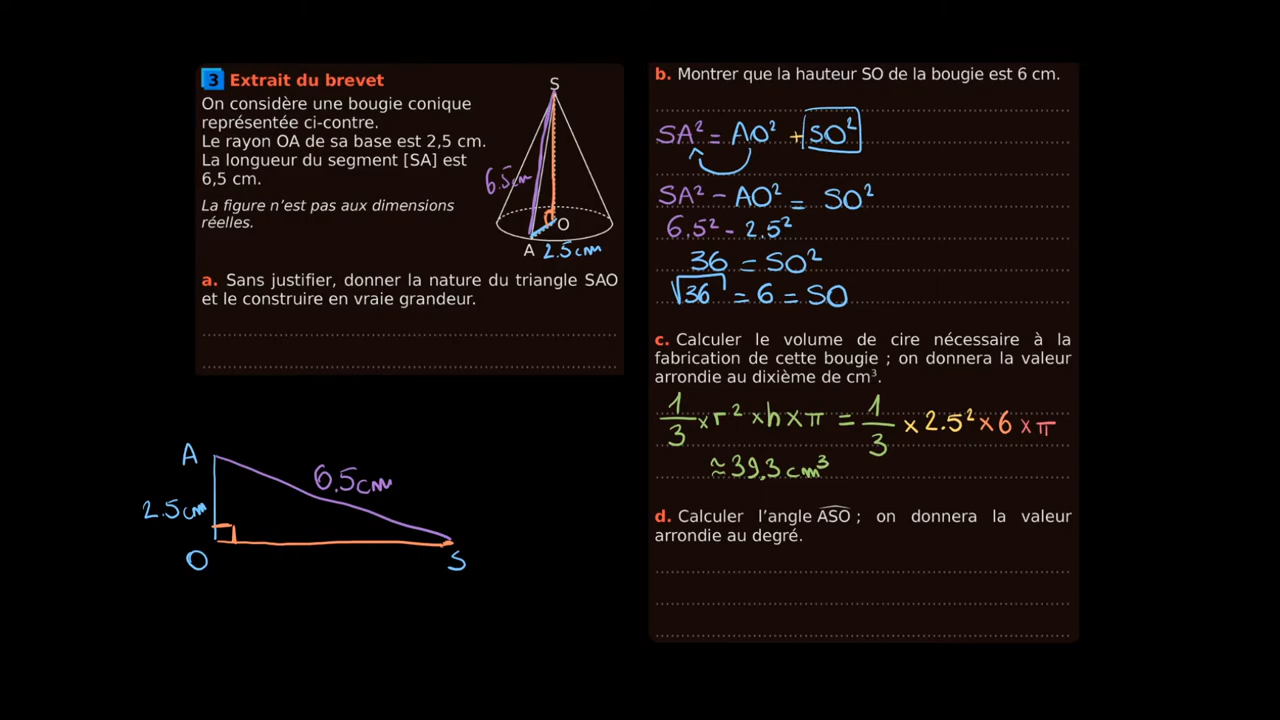 3 Extrait du brevet
On considère une bougie conique
représentée ci-contre.
Le rayon OA de sa base est 2,5 cm.
La longueur du segment [SA] est
6,5 cm.
La figure n'est pas aux dimensions
réelles.
S
6.5cm
O
A 2.5cm
a. Sans justifier, donner la nature du triangle SAO
et le construire en vraie grandeur.
A
6.5cm
2.5cm
O
S
b. Montrer que la hauteur SO de la bougie est 6 cm.
SA² = AO² + SO²
SA² - AO² = SO²
6.5² - 2.5²
36 = SO²
√36 = 6 = SO
c. Calculer le volume de cire nécessaire à la
fabrication de cette bougie ; on donnera la valeur
arrondie au dixième de cm³.
1/3 × r² × h × π = 1/3 × 2.5² × 6 × π
≈ 39,3 cm³
d. Calculer l'angle ASO ; on donnera la valeur
arrondie au degré.